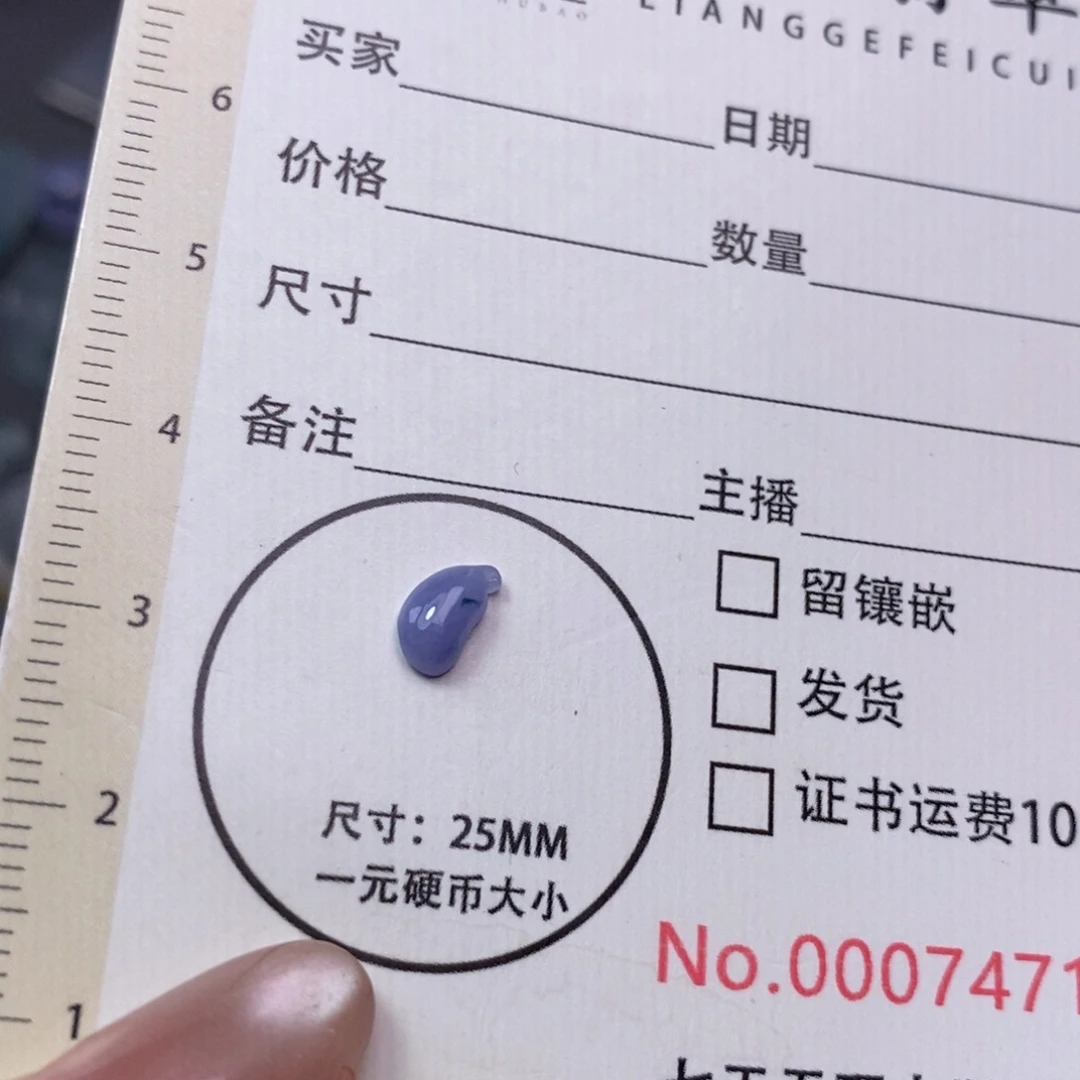 LIANGGEFEICUI
买家 日期
价格 数量
尺寸
备注 主播
留镶嵌
发货
证书运费10
尺寸：25MM
一元硬币大小
No.0007471
6
5
4
3
2
1